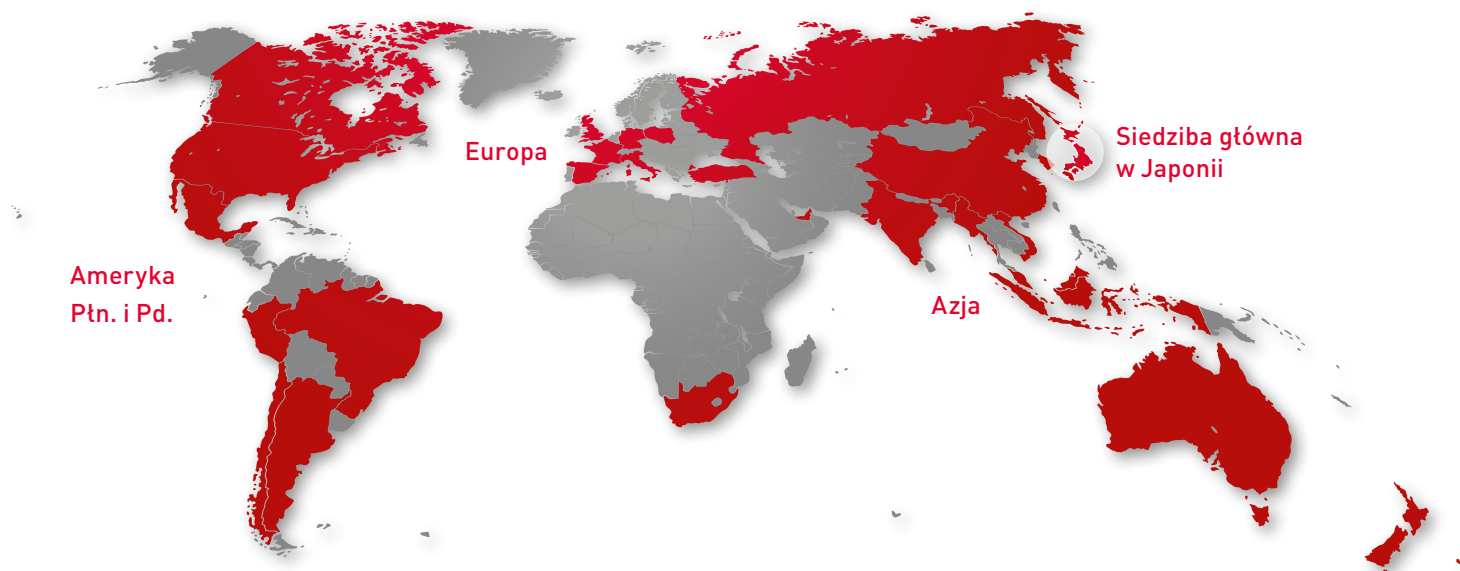 Europa
Siedziba główna
w Japonii
Ameryka
Płn. i Pd.
Azja